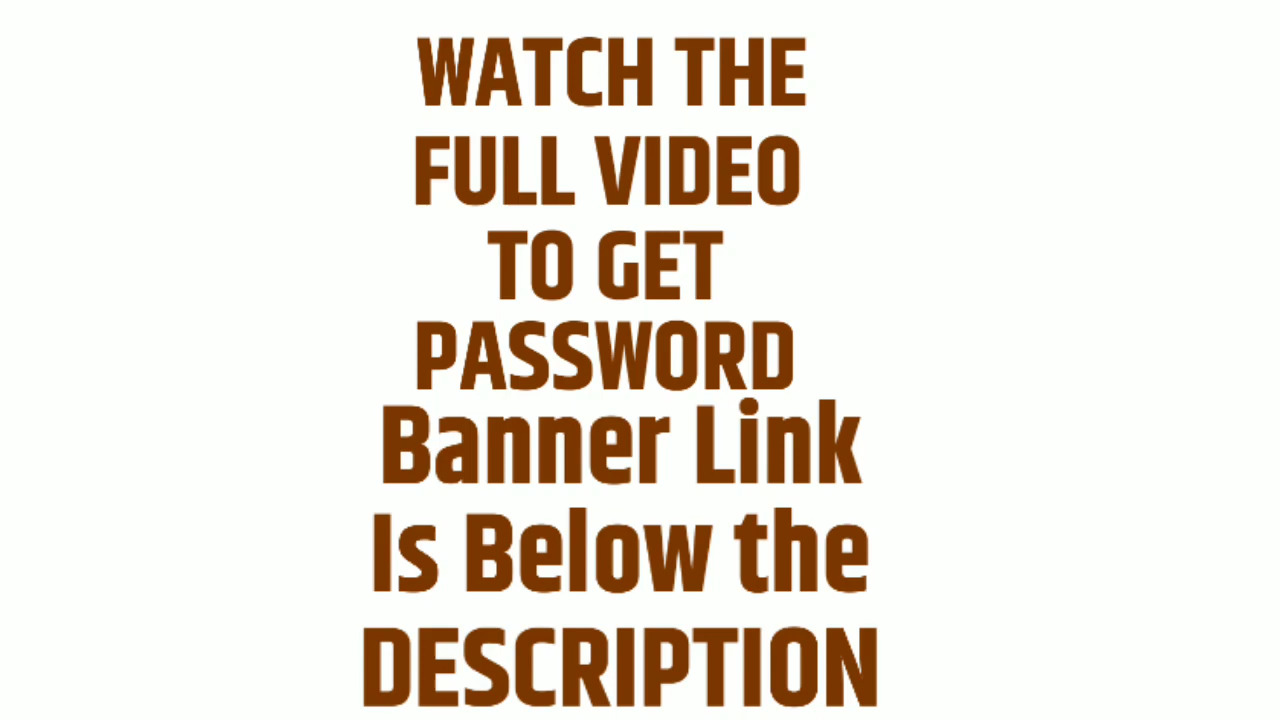 WATCH THE
FULL VIDEO
TO GET
PASSWORD
Banner Link
Is Below the
DESCRIPTION